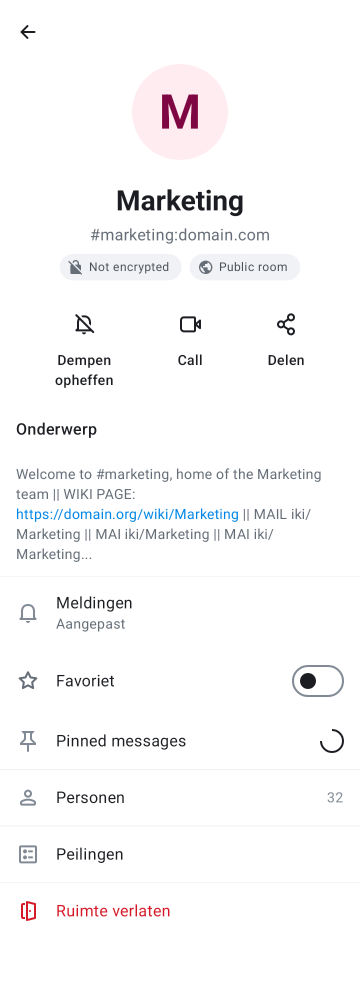 M
Marketing
#marketing:domain.com
Not encrypted
Public room
Dempen
opheffen
Call
Delen
Onderwerp
Welcome to #marketing, home of the Marketing
team || WIKI PAGE:
https://domain.org/wiki/Marketing || MAIL iki/
Marketing || MAI iki/Marketing || MAI iki/
Marketing...
Meldingen
Aangepast
Favoriet
Pinned messages
Personen 32
Peilingen
Ruimte verlaten